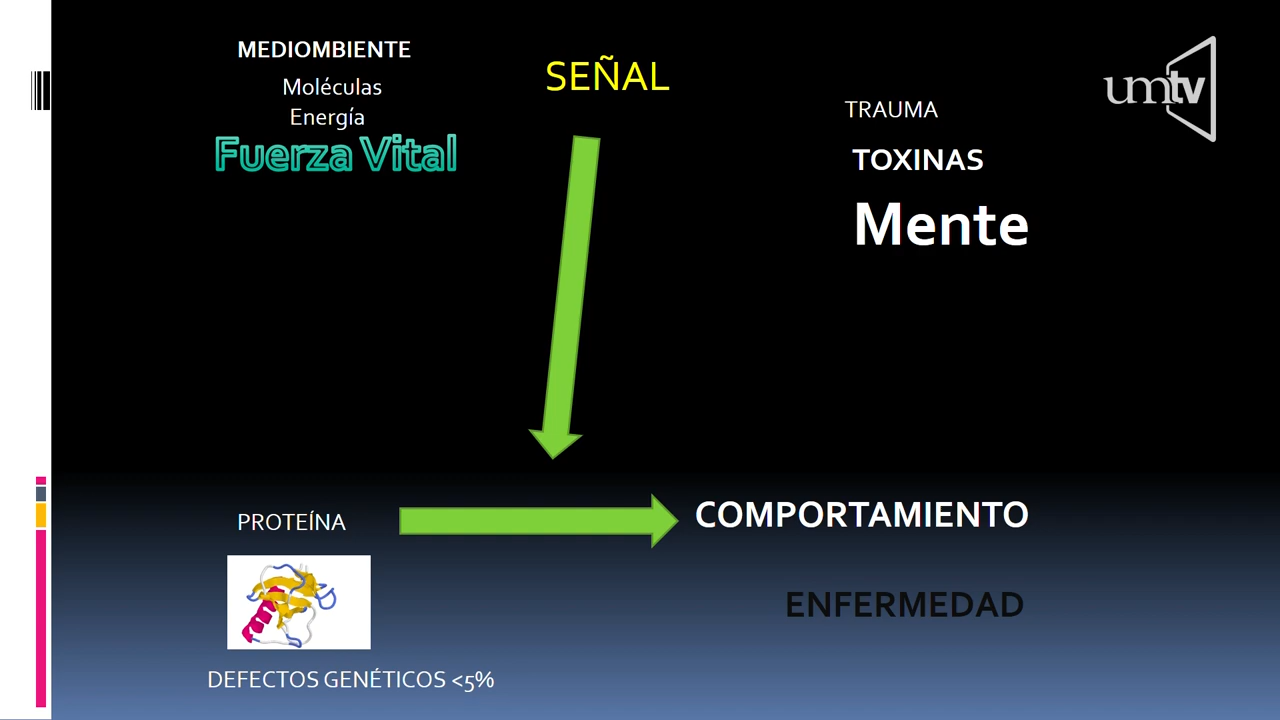 MEDIOMBIENTE
Moléculas
Energía
Fuerza Vital
SEÑAL
TRAUMA
TOXINAS
Mente
umtv
PROTEÍNA
COMPORTAMIENTO
ENFERMEDAD
DEFECTOS GENÉTICOS <5%